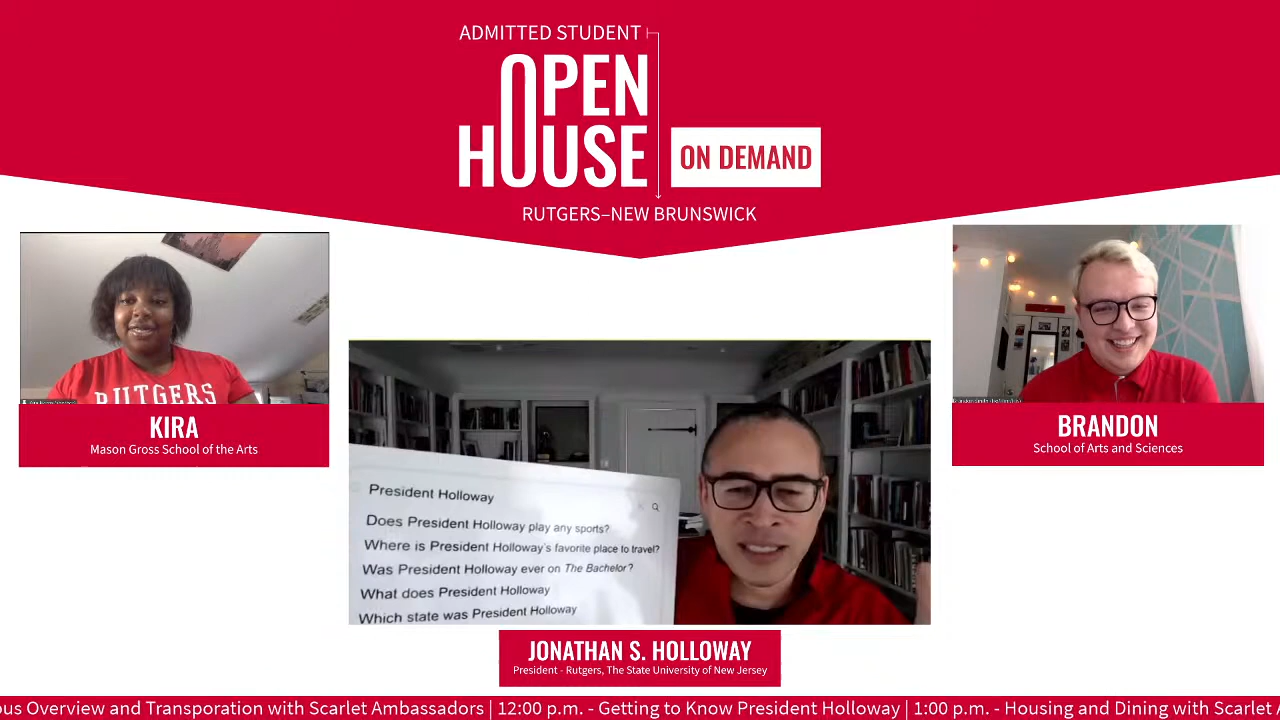 ADMITTED STUDENT
OPEN
HOUSE
ON DEMAND
RUTGERS–NEW BRUNSWICK
RUTGERS
KIRA
Mason Gross School of the Arts
BRANDON
School of Arts and Sciences
President Holloway
Does President Holloway play any sports?
Where is President Holloway's favorite place to travel?
Was President Holloway ever on The Bachelor?
What does President Holloway
Which state was President Holloway
JONATHAN S. HOLLOWAY
President - Rutgers, The State University of New Jersey
ous Overview and Transporation with Scarlet Ambassadors | 12:00 p.m. - Getting to Know President Holloway | 1:00 p.m. - Housing and Dining with Scarlet A